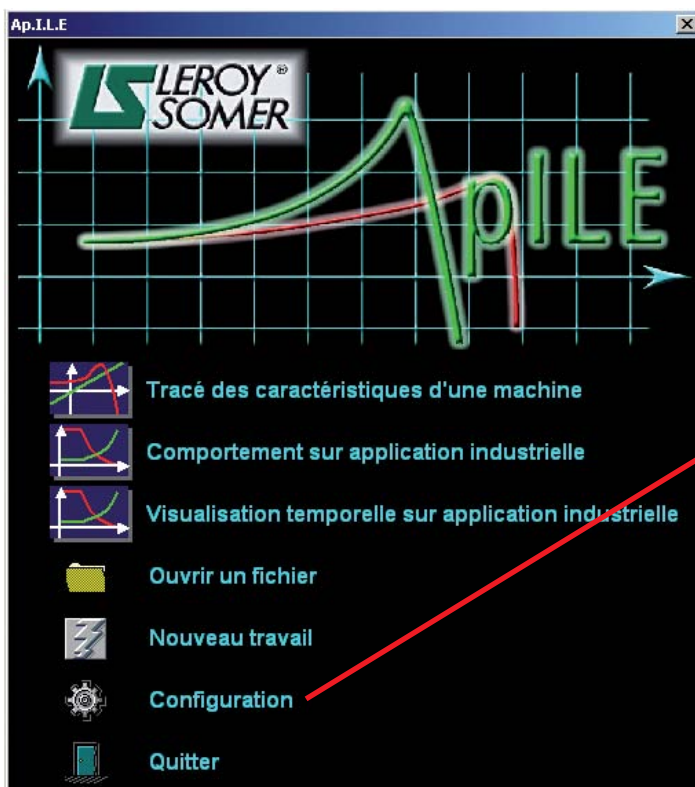 Ap.I.L.E
LEROY®
SOMER
ApILE
Tracé des caractéristiques d'une machine
Comportement sur application industrielle
Visualisation temporelle sur application industrielle
Ouvrir un fichier
Nouveau travail
Configuration
Quitter